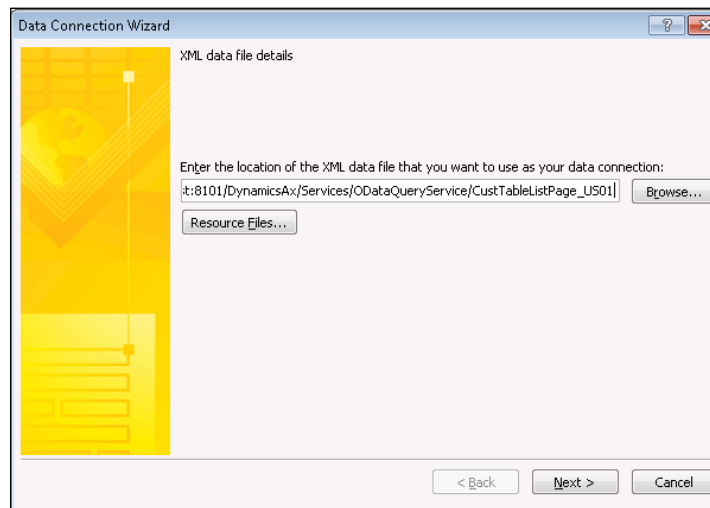 Data Connection Wizard
XML data file details
Enter the location of the XML data file that you want to use as your data connection:
:t:8101/DynamicsAx/Services/ODataQueryService/CustTableListPage_US01
Browse...
Resource Files...
< Back
Next >
Cancel